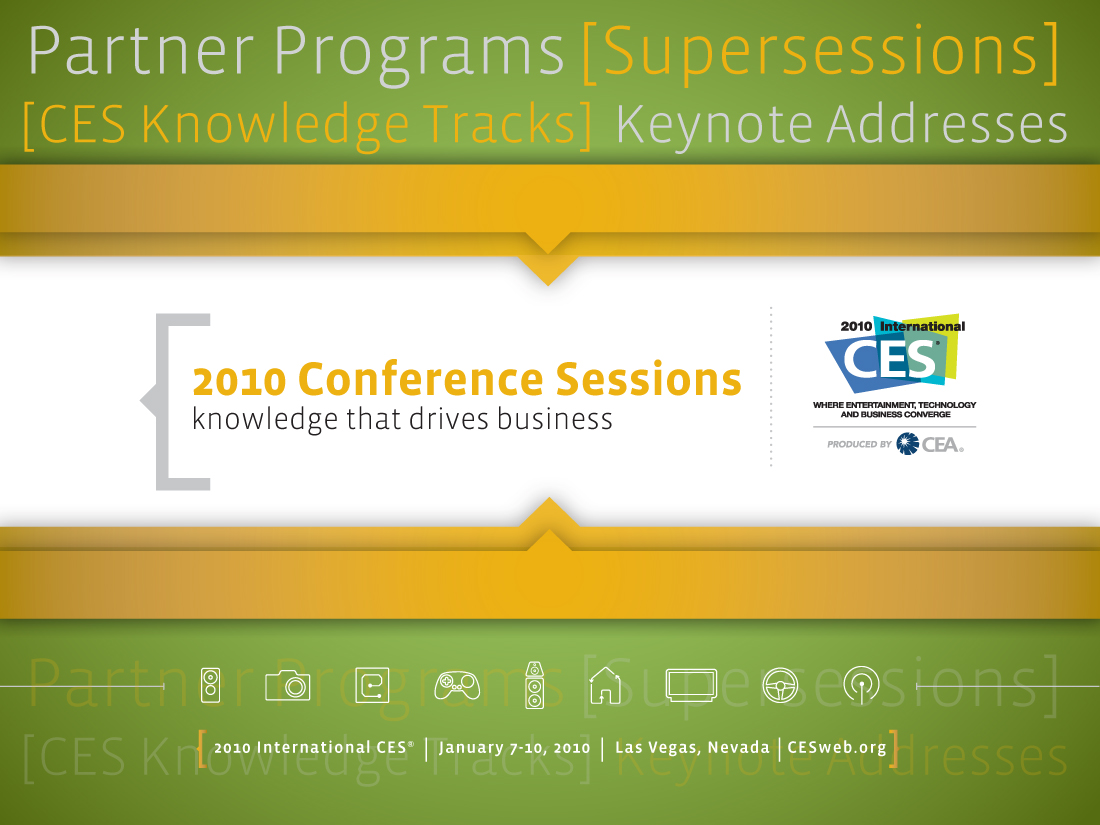 Partner Programs [Supersessions]
[CES Knowledge Tracks] Keynote Addresses
2010 Conference Sessions
knowledge that drives business
2010 International
CES®
WHERE ENTERTAINMENT, TECHNOLOGY
AND BUSINESS CONVERGE
PRODUCED BY CEA®
Partner Programs [Supersessions]
[2010 International CES® | January 7-10, 2010 | Las Vegas, Nevada | CESweb.org]
[CES Knowledge Tracks] Keynote Addresses